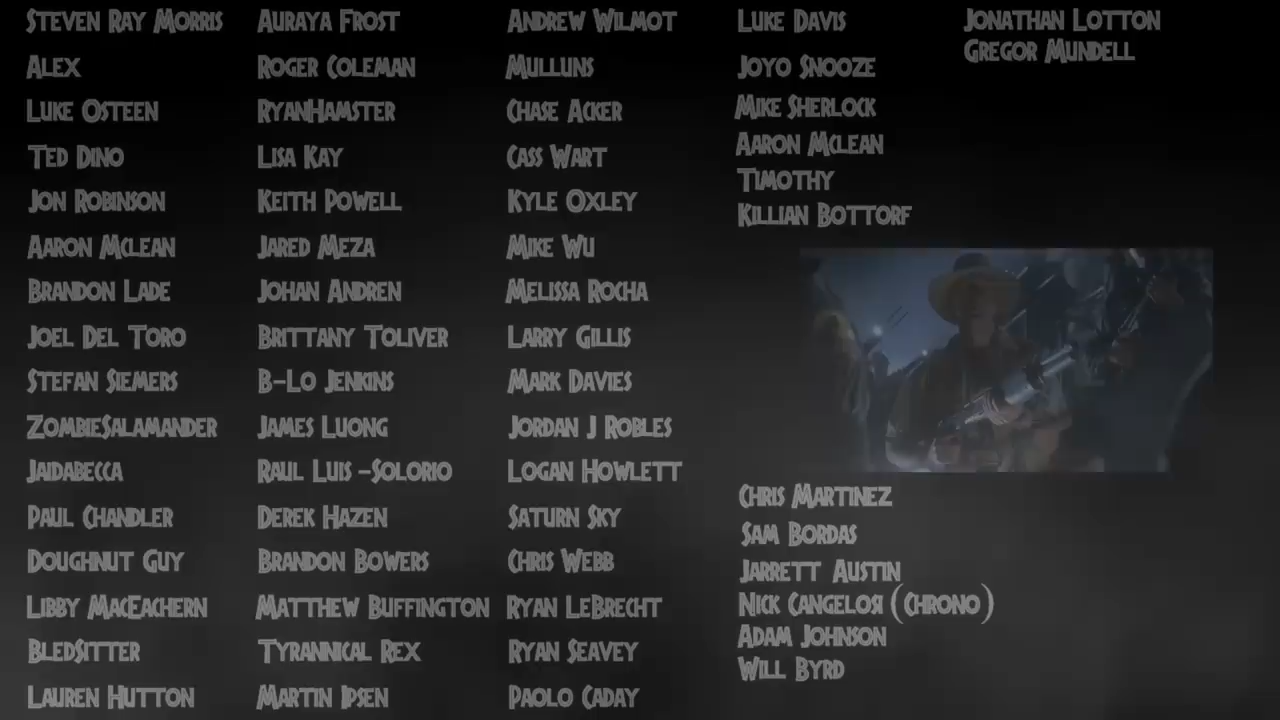 Steven Ray Morris
Alex
Luke Osteen
Ted Dino
Jon Robinson
Aaron Mclean
Brandon Lade
Joel Del Toro
Stefan Siemers
ZombieSalamander
Jaidabecca
Paul Chandler
Doughnut Guy
Libby MacEachern
BledSitter
Lauren Hutton
Auraya Frost
Roger Coleman
RyanHamster
Lisa Kay
Keith Powell
Jared Meza
Johan Andren
Brittany Toliver
B-Lo Jenkins
James Luong
Raul Luis -Solorio
Derek Hazen
Brandon Bowers
Matthew Buffington
Tyrannical Rex
Martin Ipsen
Andrew Wilmot
Mulluns
Chase Acker
Cass Wart
Kyle Oxley
Mike Wu
Melissa Rocha
Larry Gillis
Mark Davies
Jordan J Robles
Logan Howlett
Saturn Sky
Chris Webb
Ryan LeBrecht
Ryan Seavey
Paolo Caday
Luke Davis
Joyo Snooze
Mike Sherlock
Aaron Mclean
Timothy
Killian Bottorf
Chris Martinez
Sam Bordas
Jarrett Austin
Nick Cangelosi (Chrono)
Adam Johnson
Will Byrd
Jonathan Lotton
Gregor Mundell